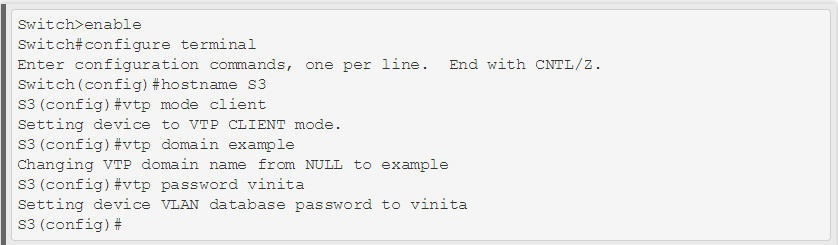 Switch>enable
Switch#configure terminal
Enter configuration commands, one per line.  End with CNTL/Z.
Switch(config)#hostname S3
S3(config)#vtp mode client
Setting device to VTP CLIENT mode.
S3(config)#vtp domain example
Changing VTP domain name from NULL to example
S3(config)#vtp password vinita
Setting device VLAN database password to vinita
S3(config)#